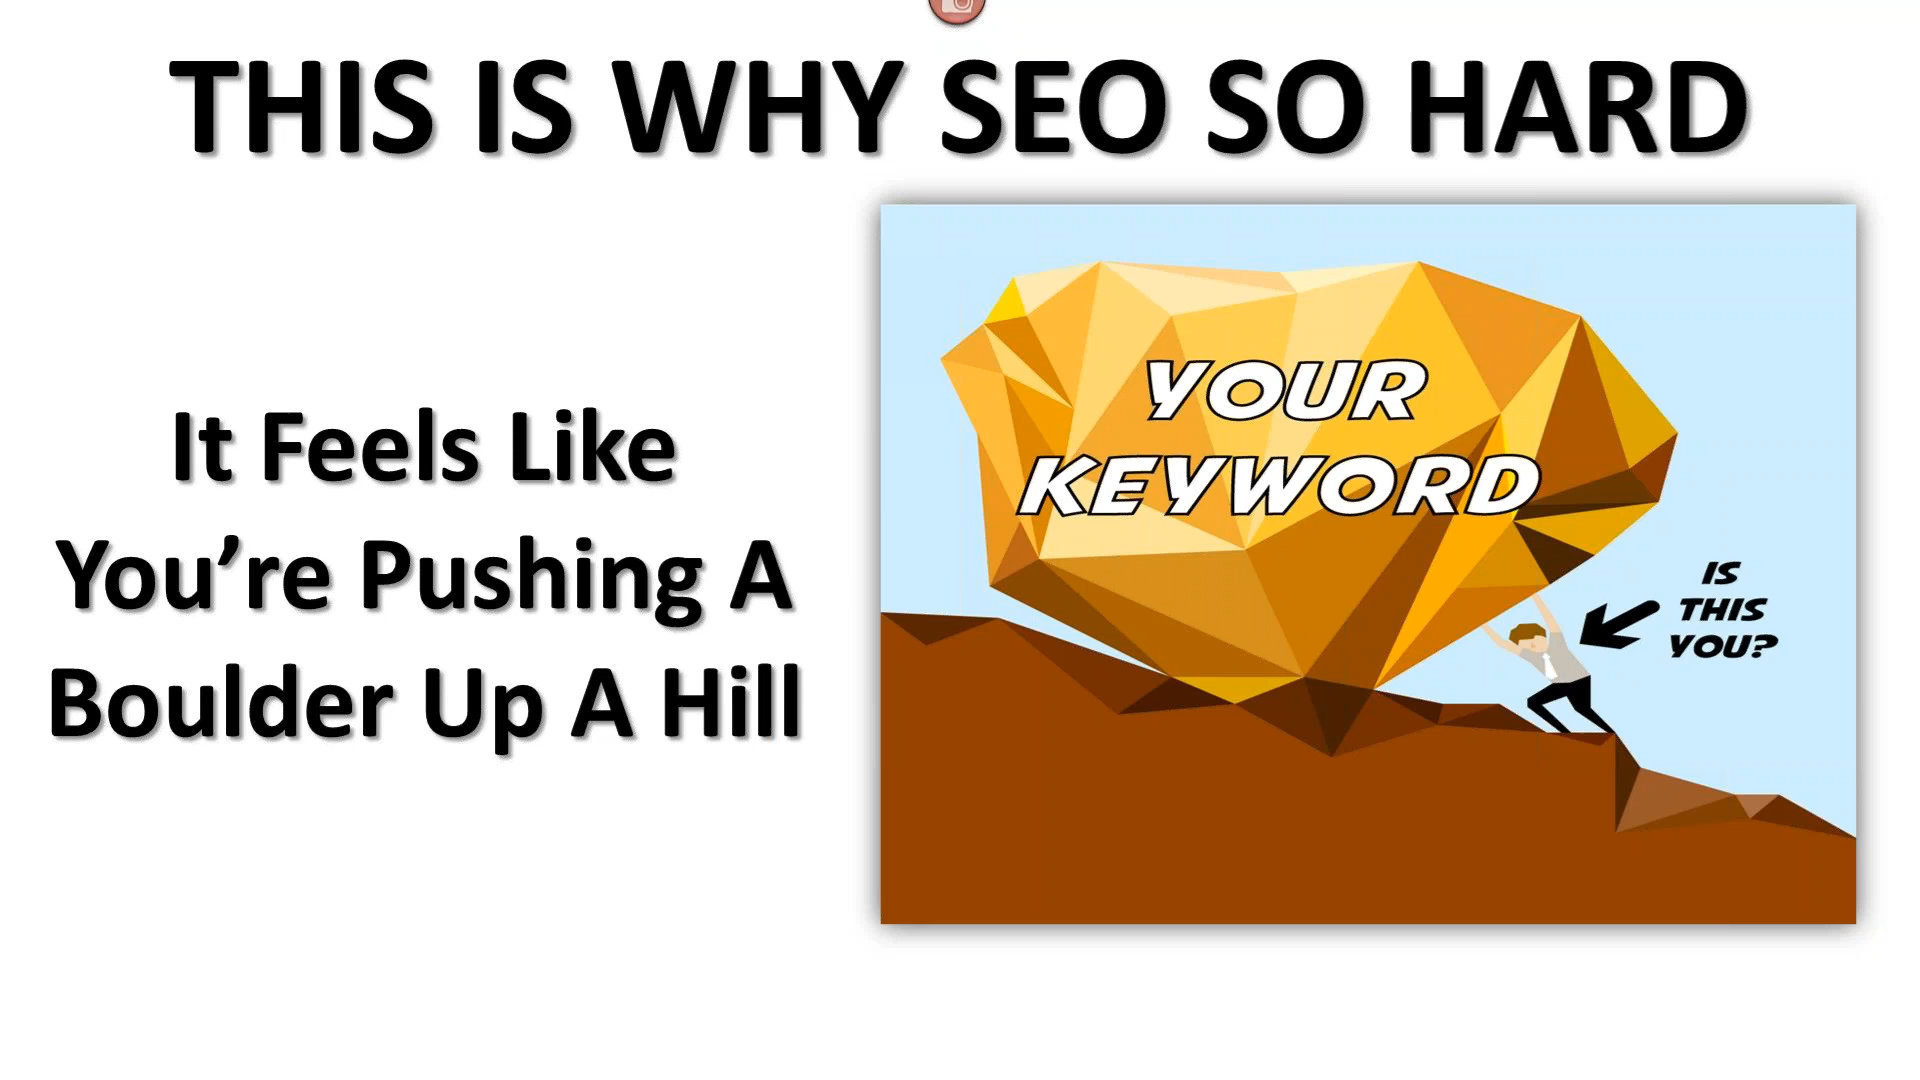 THIS IS WHY SEO SO HARD
It Feels Like
You’re Pushing A
Boulder Up A Hill
YOUR
KEYWORD
IS
THIS
YOU?